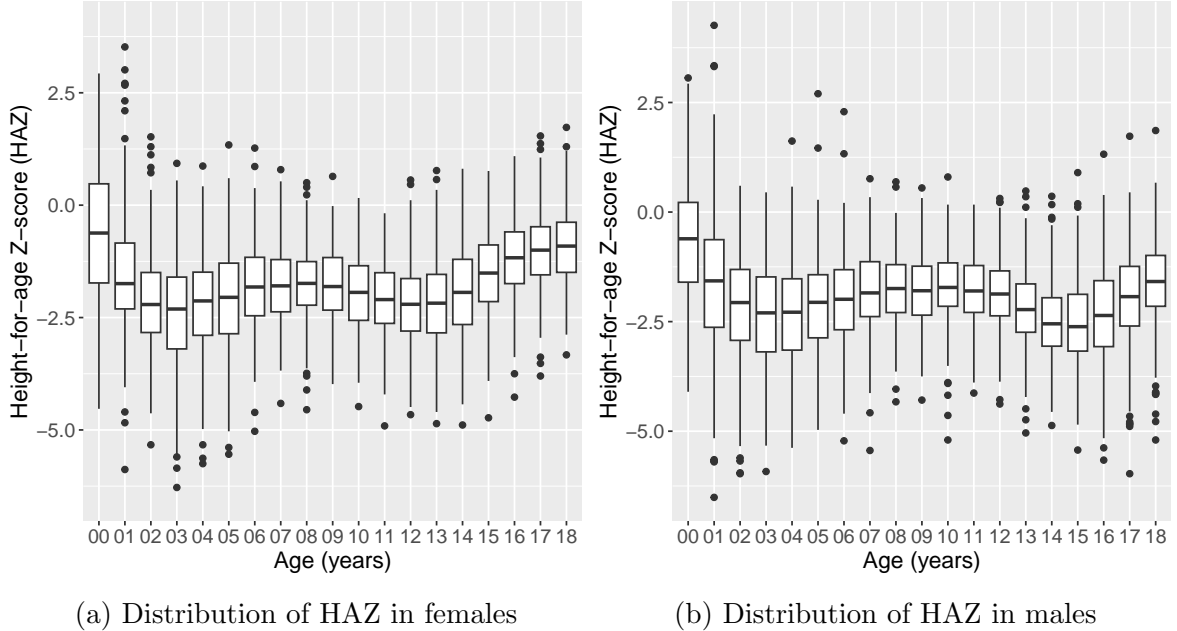 Height-for-age Z-score (HAZ)
2.5
0.0
−2.5
−5.0
00 01 02 03 04 05 06 07 08 09 10 11 12 13 14 15 16 17 18
Age (years)
(a) Distribution of HAZ in females
Height-for-age Z-score (HAZ)
2.5
0.0
−2.5
−5.0
00 01 02 03 04 05 06 07 08 09 10 11 12 13 14 15 16 17 18
Age (years)
(b) Distribution of HAZ in males